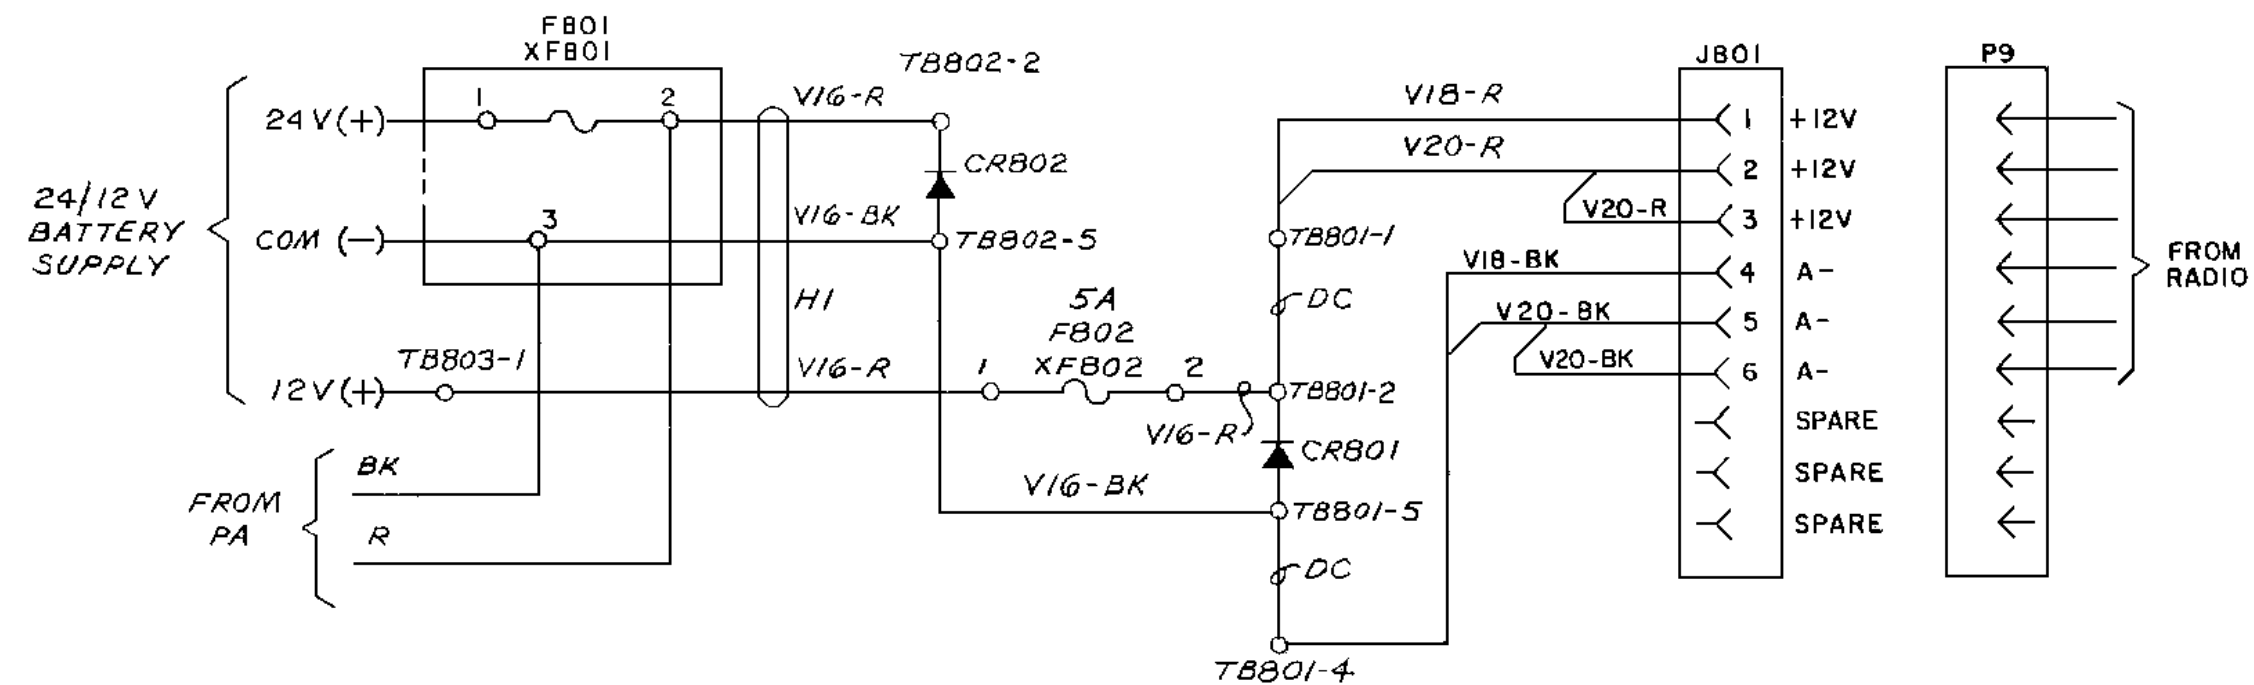 F801
XF801
TB802-2
J801
P9
24V(+)
1
2
V16-R
CR802
V18-R
1 +12V
V20-R
2 +12V
V20-R
3 +12V
24/12 V
BATTERY
SUPPLY
COM (—)
3
V16-BK
TB802-5
TB801-1
V18-BK
4 A-
FROM
RADIO
H1
5A
F802
XF802
DC
V20-BK
5 A-
V20-BK
6 A-
12V(+)
TB803-1
V16-R
1
2
TB801-2
V16-R
CR801
SPARE
SPARE
SPARE
FROM
PA
BK
R
V16-BK
TB801-5
DC
TB801-4